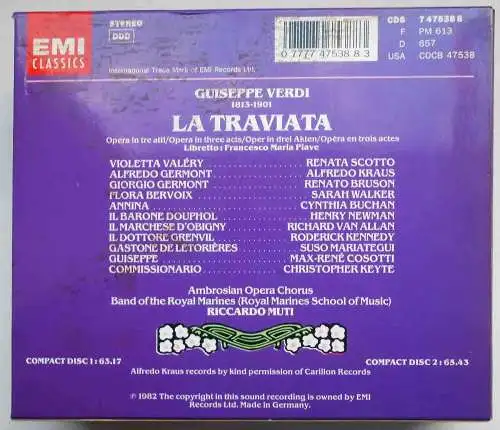 EMI
CLASSICS
STEREO
DDD
International Trade Mark of EMI Records Ltd.
0 7777 47538 8 3
CDS 7 47538 8
F PM 613
D 657
USA CDCB 47538
GIUSEPPE VERDI
1813-1901
LA TRAVIATA
Opera in tre atti/Opera in three acts/Oper in drei Akten/Opéra en trois actes
Libretto: Francesco Maria Piave
VIOLETTA VALÉRY RENATA SCOTTO
ALFREDO GERMONT ALFREDO KRAUS
GIORGIO GERMONT RENATO BRUSON
FLORA BERVOIX SARAH WALKER
ANNINA CYNTHIA BUCHAN
IL BARONE DOUPHOL HENRY NEWMAN
IL MARCHESE D'OBIGNY RICHARD VAN ALLAN
IL DOTTORE GRENVIL RODERICK KENNEDY
GASTONE DE LETORIÈRES SUSO MARIATEGUI
GIUSEPPE MAX-RENÉ COSOTTI
COMMISSIONARIO CHRISTOPHER KEYTE
Ambrosian Opera Chorus
Band of the Royal Marines (Royal Marines School of Music)
RICCARDO MUTI
COMPACT DISC 1: 63.17
COMPACT DISC 2: 65.43
Alfredo Kraus records by kind permission of Carillon Records
℗ 1982 The copyright in this sound recording is owned by EMI
Records Ltd. Made in Germany.